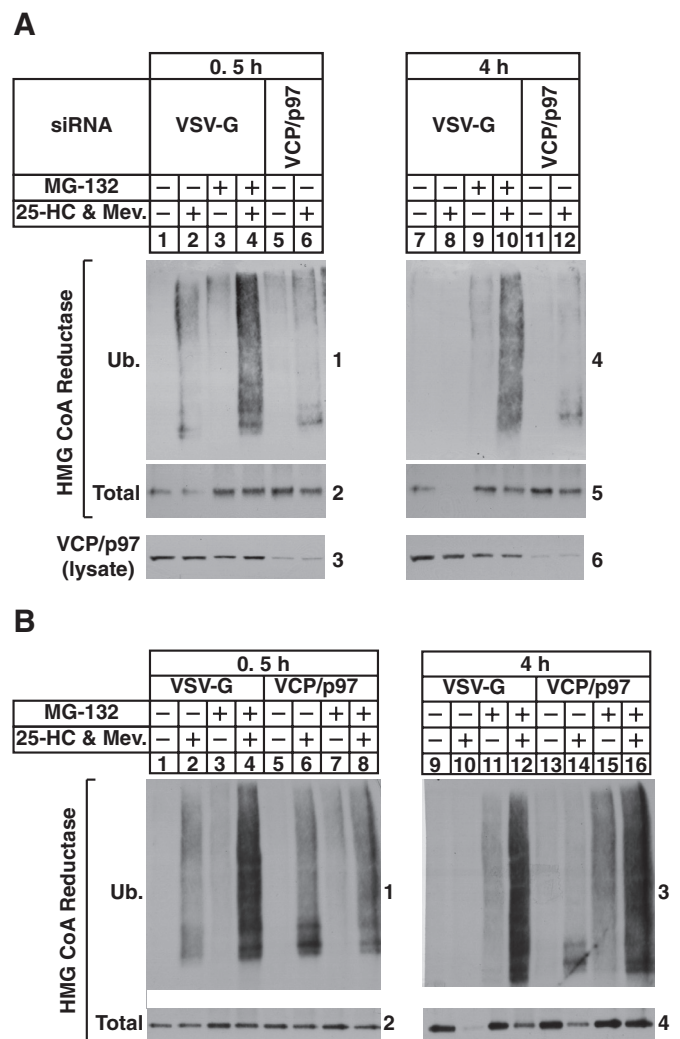 A
0. 5 h 4 h
siRNA VSV-G VCP/p97 VSV-G VCP/p97
MG-132 – – + + – – – – + + – –
25-HC & Mev. – + – + – + – + – + – +
1 2 3 4 5 6 7 8 9 10 11 12
HMG CoA Reductase
Ub. 1 4
Total 2 5
VCP/p97
(lysate) 3 6
B
0. 5 h 4 h
VSV-G VCP/p97 VSV-G VCP/p97
MG-132 – – + + – – + + – – + + – – + +
25-HC & Mev. – + – + – + – + – + – + – + – +
1 2 3 4 5 6 7 8 9 10 11 12 13 14 15 16
HMG CoA Reductase
Ub. 1 3
Total 2 4